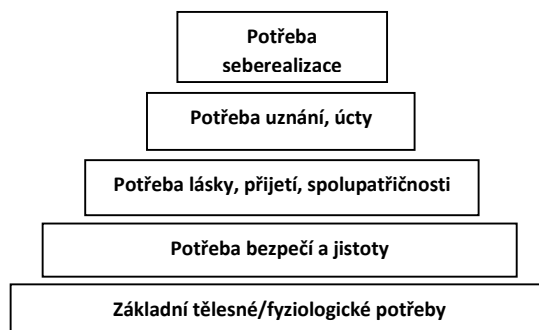 Potřeba
seberealizace
Potřeba uznání, úcty
Potřeba lásky, přijetí, spolupatřičnosti
Potřeba bezpečí a jistoty
Základní tělesné/fyziologické potřeby